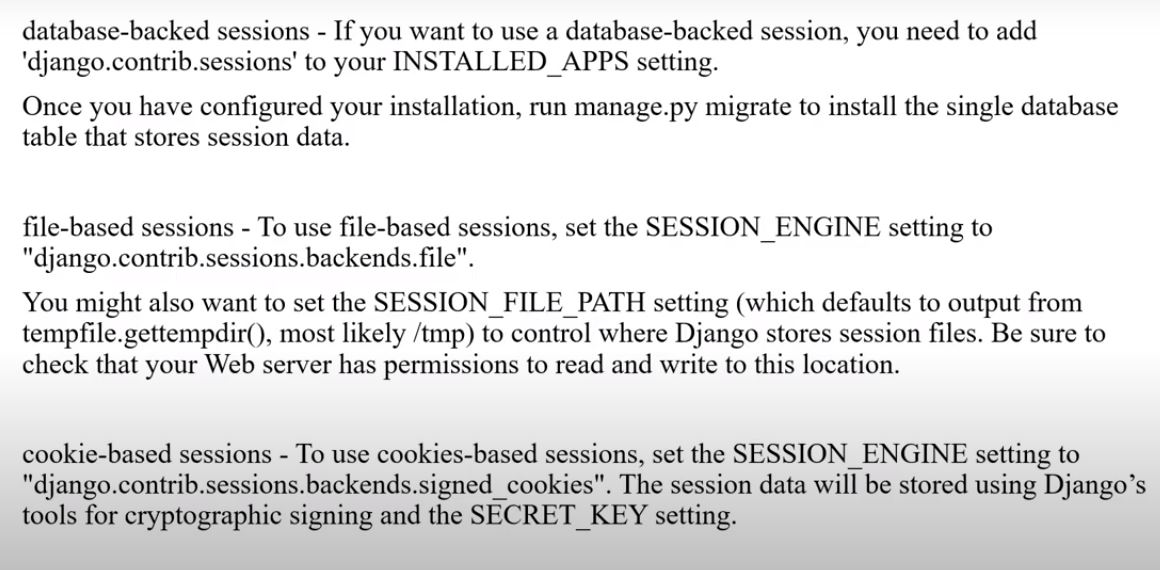 database-backed sessions - If you want to use a database-backed session, you need to add
'django.contrib.sessions' to your INSTALLED_APPS setting.
Once you have configured your installation, run manage.py migrate to install the single database
table that stores session data.
file-based sessions - To use file-based sessions, set the SESSION_ENGINE setting to
"django.contrib.sessions.backends.file".
You might also want to set the SESSION_FILE_PATH setting (which defaults to output from
tempfile.gettempdir(), most likely /tmp) to control where Django stores session files. Be sure to
check that your Web server has permissions to read and write to this location.
cookie-based sessions - To use cookies-based sessions, set the SESSION_ENGINE setting to
"django.contrib.sessions.backends.signed_cookies". The session data will be stored using Django’s
tools for cryptographic signing and the SECRET_KEY setting.